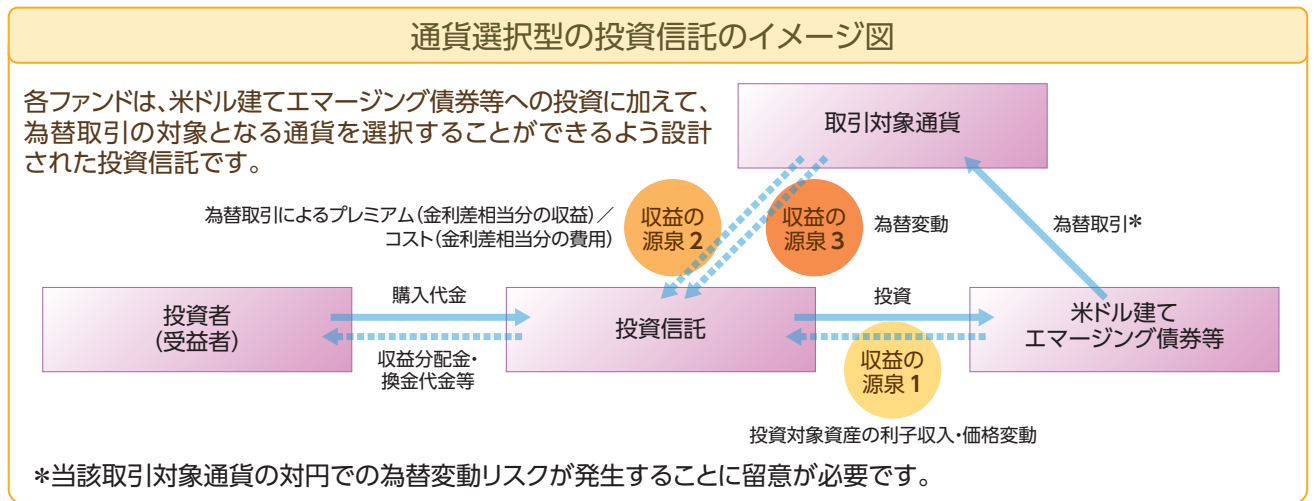 通貨選択型の投資信託のイメージ図
各ファンドは、米ドル建てエマージング債券等への投資に加えて、
為替取引の対象となる通貨を選択することができるよう設計
された投資信託です。
取引対象通貨
為替取引によるプレミアム(金利差相当分の収益)/
コスト(金利差相当分の費用)
収益の
源泉2
収益の
源泉3
為替変動
為替取引*
投資者
(受益者)
購入代金
収益分配金・
換金代金等
投資信託
投資
収益の
源泉1
米ドル建て
エマージング債券等
投資対象資産の利子収入・価格変動
*当該取引対象通貨の対円での為替変動リスクが発生することに留意が必要です。